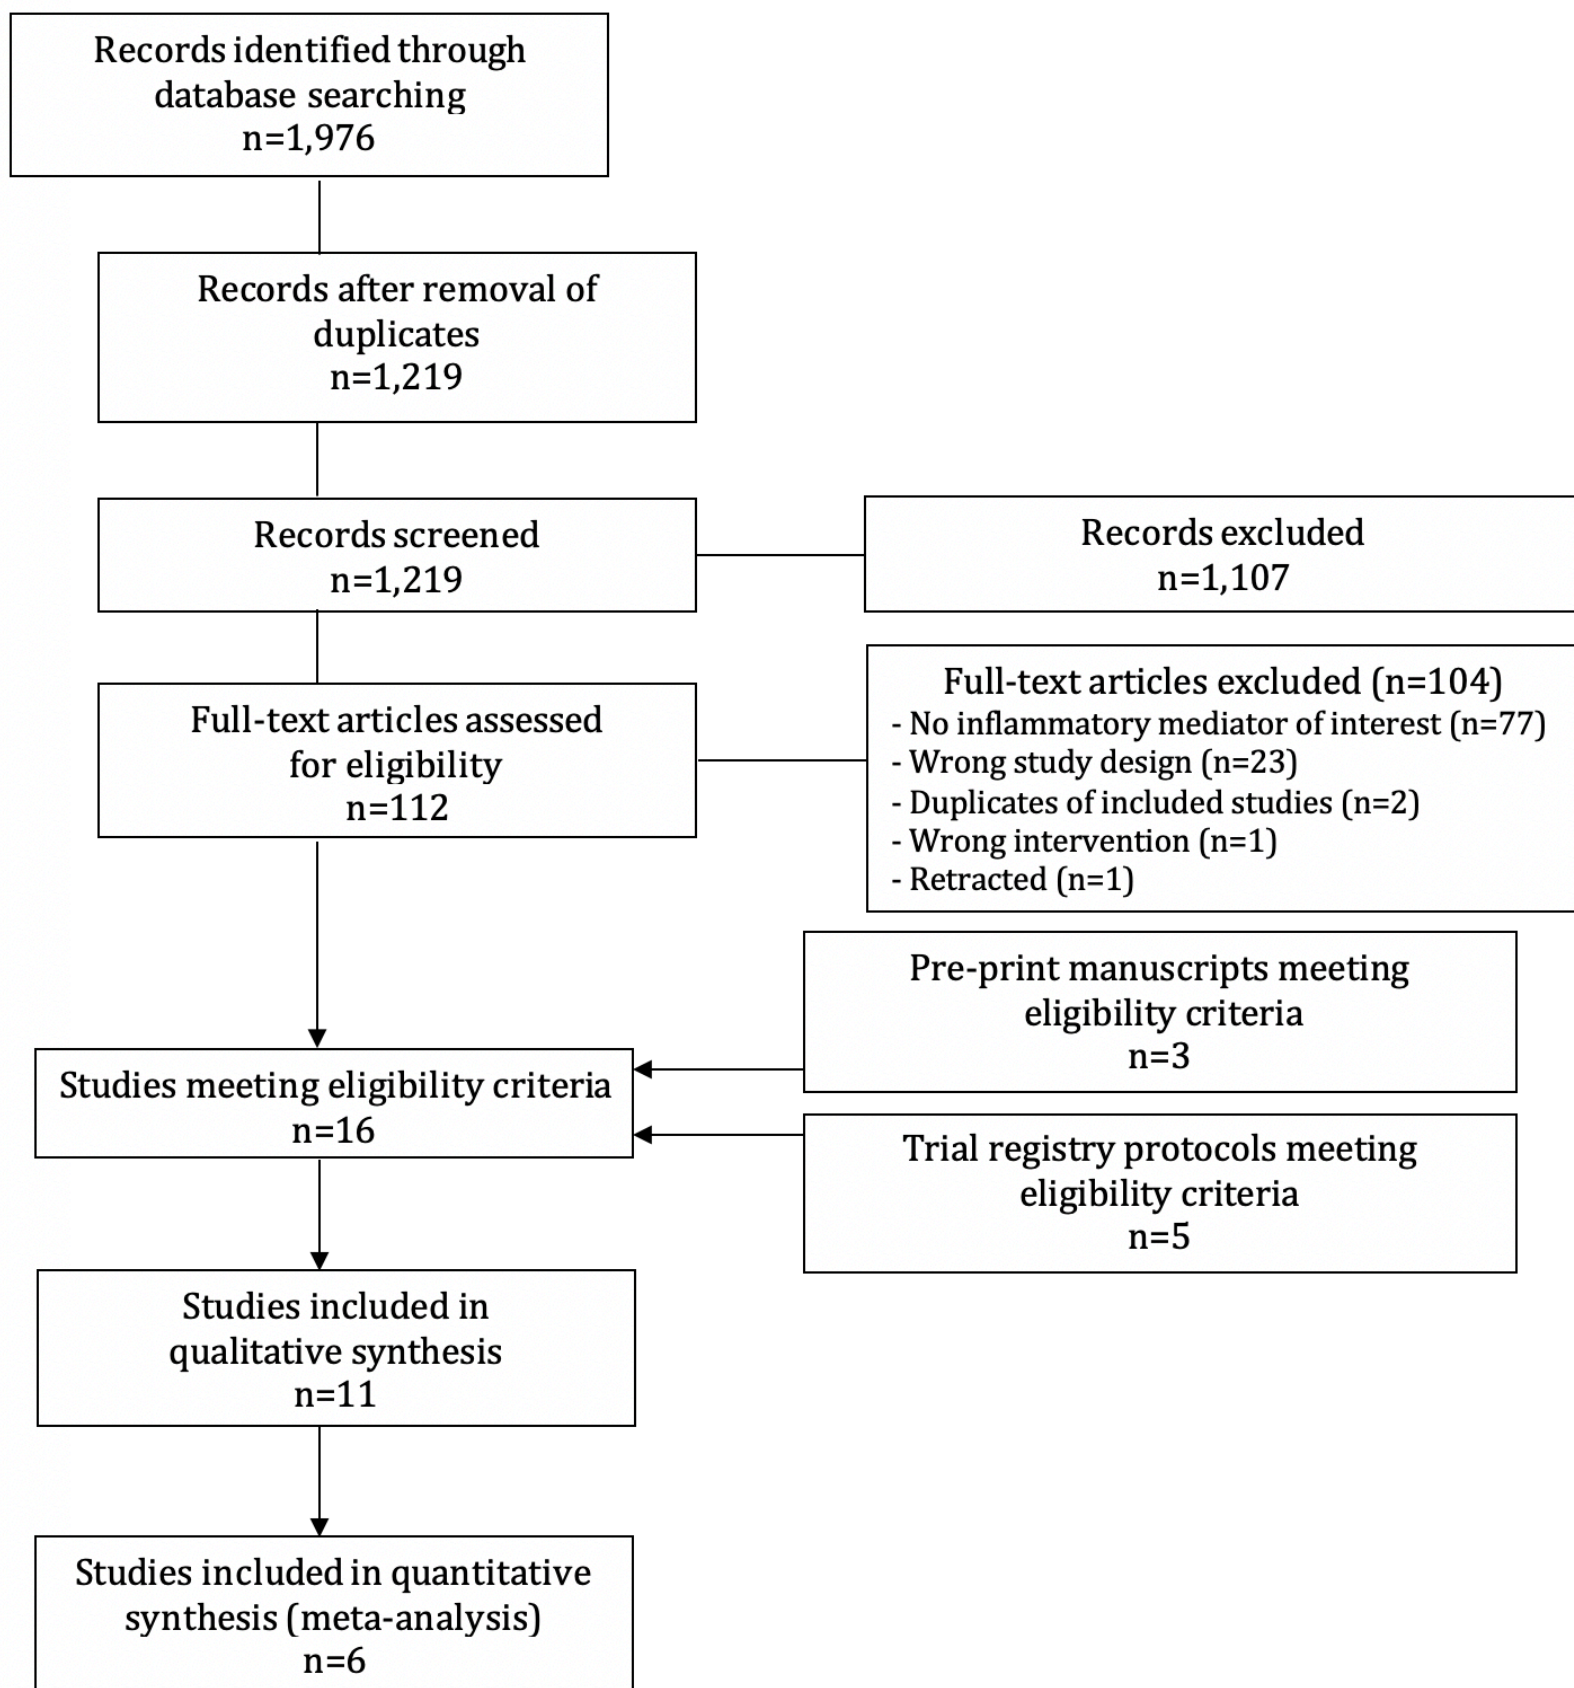 Records identified through
database searching
n=1,976
Records after removal of
duplicates
n=1,219
Records screened
n=1,219
Records excluded
n=1,107
Full-text articles assessed
for eligibility
n=112
Full-text articles excluded (n=104)
- No inflammatory mediator of interest (n=77)
- Wrong study design (n=23)
- Duplicates of included studies (n=2)
- Wrong intervention (n=1)
- Retracted (n=1)
Pre-print manuscripts meeting
eligibility criteria
n=3
Studies meeting eligibility criteria
n=16
Trial registry protocols meeting
eligibility criteria
n=5
Studies included in
qualitative synthesis
n=11
Studies included in quantitative
synthesis (meta-analysis)
n=6